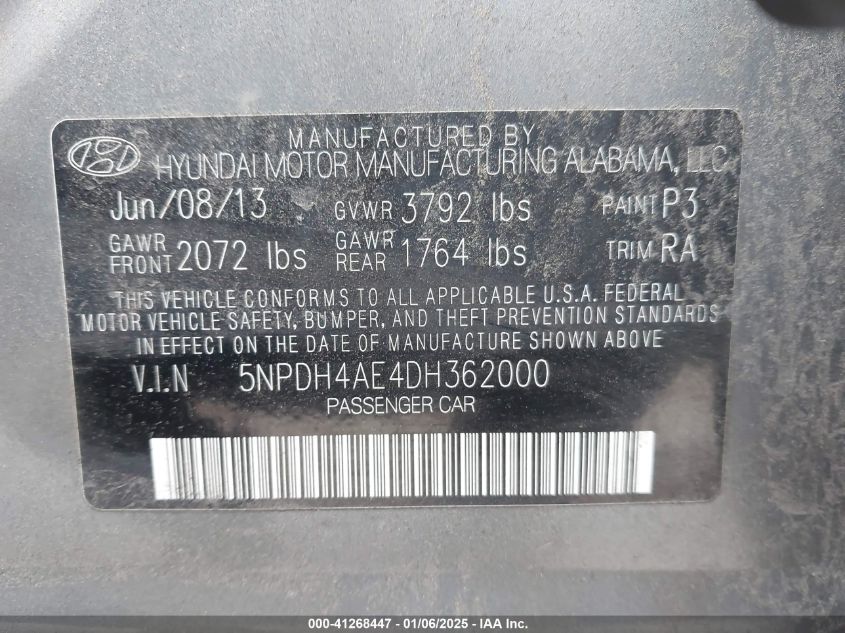 MANUFACTURED BY
HYUNDAI MOTOR MANUFACTURING ALABAMA, LLC
Jun/08/13 GVWR 3792 lbs PAINT P3
GAWR FRONT 2072 lbs GAWR REAR 1764 lbs TRIM RA
THIS VEHICLE CONFORMS TO ALL APPLICABLE U.S.A. FEDERAL
MOTOR VEHICLE SAFETY, BUMPER, AND THEFT PREVENTION STANDARDS
IN EFFECT ON THE DATE OF MANUFACTURE SHOWN ABOVE
V.I.N 5NPDH4AE4DH362000
PASSENGER CAR
000-41268447 - 01/06/2025 - IAA Inc.